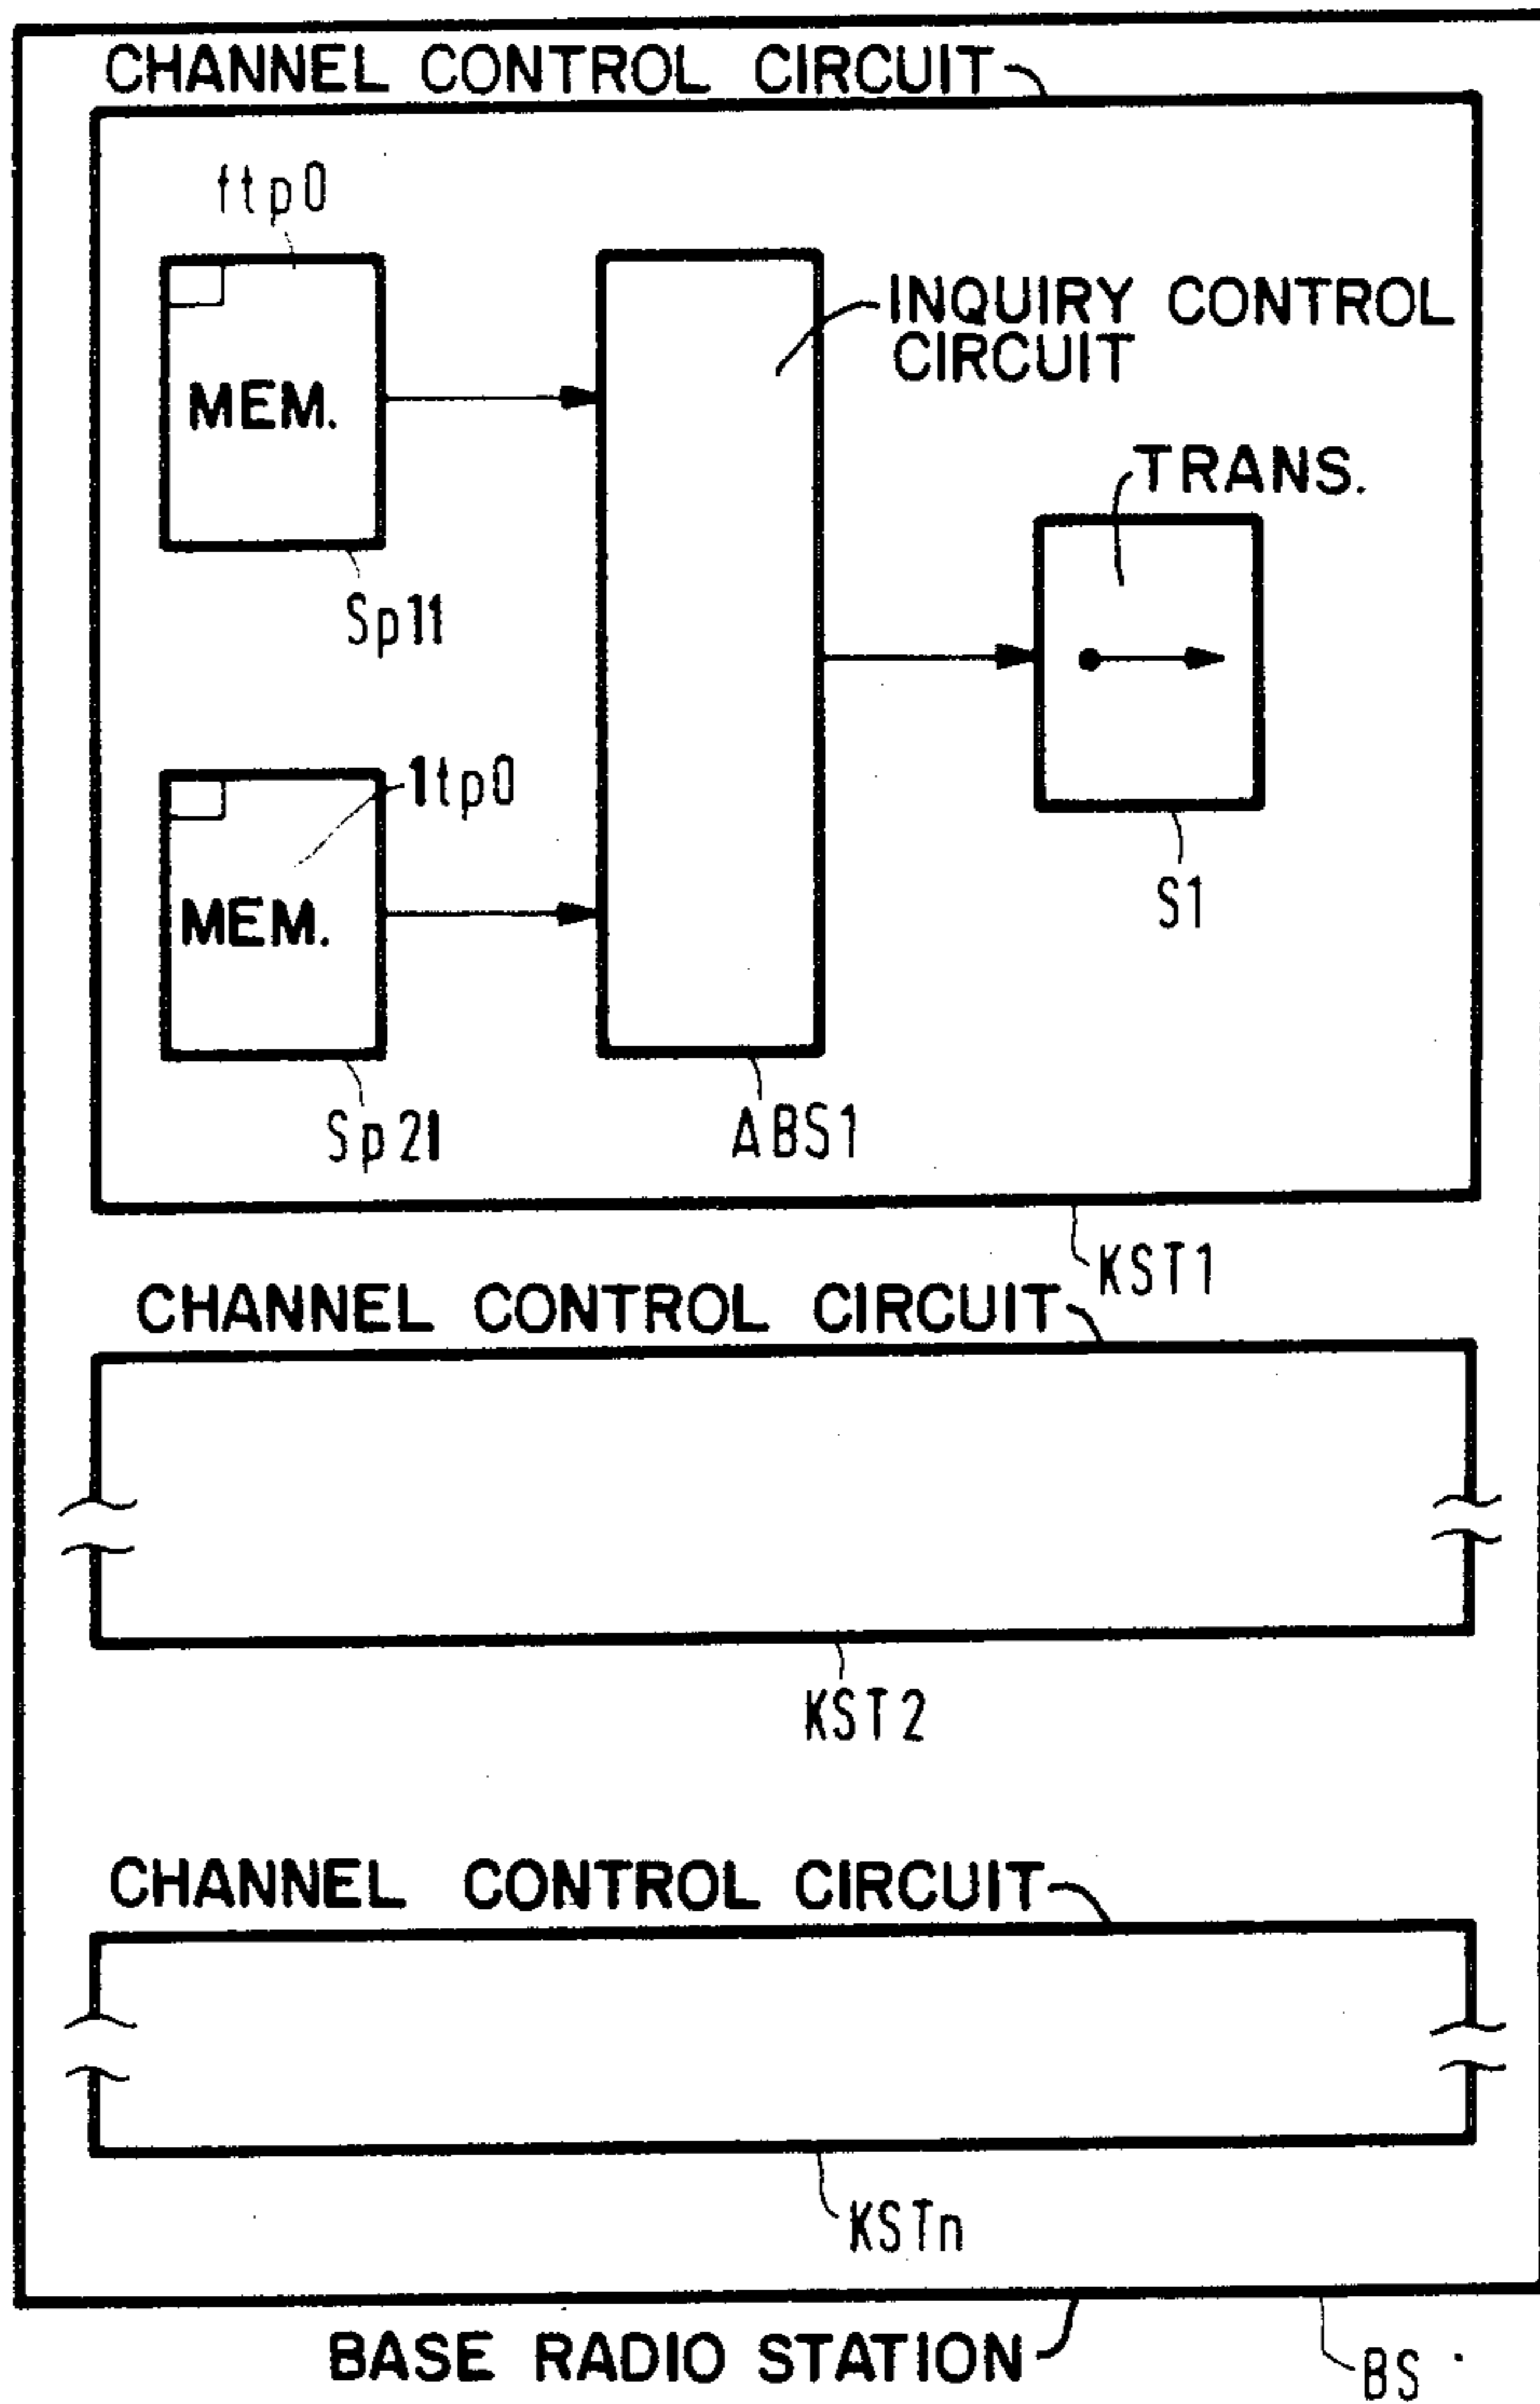 CHANNEL CONTROL CIRCUIT
ftp0
INQUIRY CONTROL
CIRCUIT
MEM.
TRANS.
Sp11
1tp0
MEM.
S1
Sp21
ABS1
KST1
CHANNEL CONTROL CIRCUIT
KST2
CHANNEL CONTROL CIRCUIT
KSTn
BASE RADIO STATION
BS